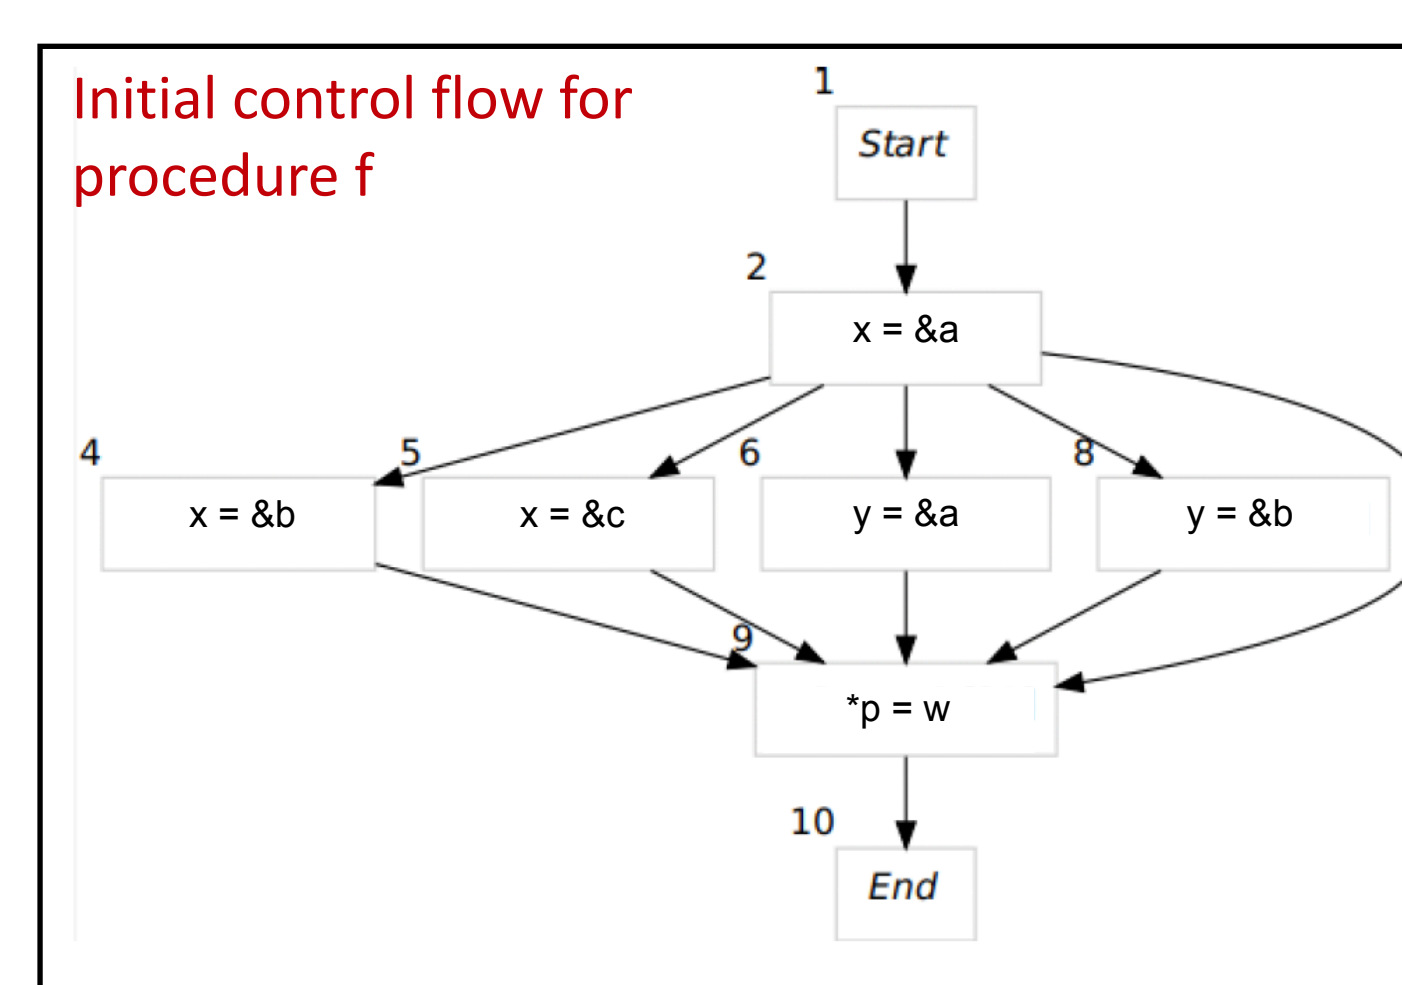 Initial control flow for
procedure f
1
Start
2
x = &a
4
5
6
8
x = &b
x = &c
y = &a
y = &b
9
*p = w
10
End